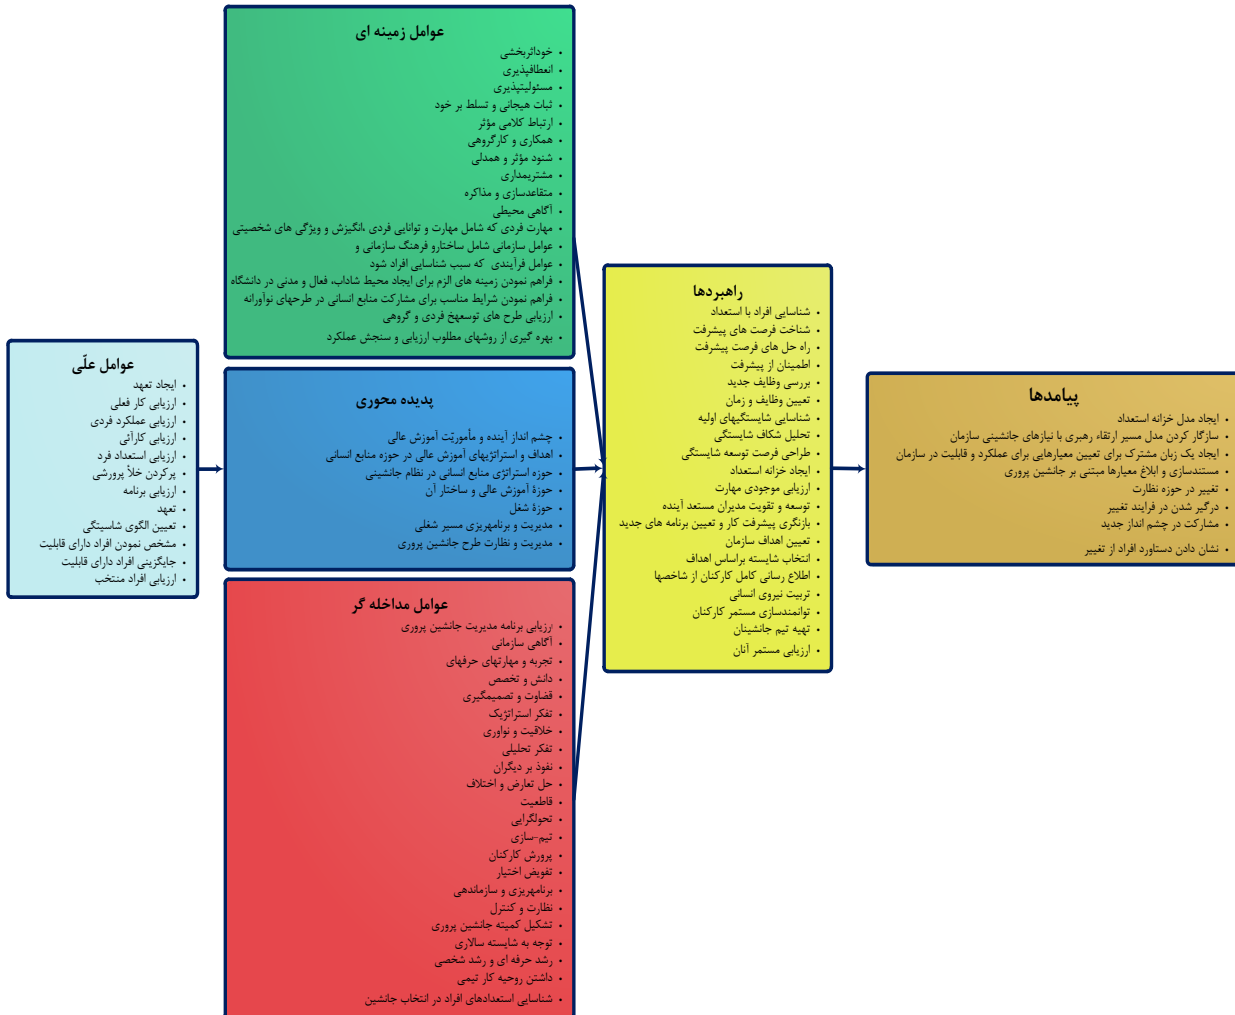 عوامل زمینه ای
• خوداثربخشی
• انعطافپذیری
• مسئولیتپذیری
• ثبات هیجانی و تسلط بر خود
• ارتباط کلامی مؤثر
• همکاری و کارگروهی
• شنود مؤثر و همدلی
• مشتریمداری
• متقاعدسازی و مذاکره
• آگاهی محیطی
• مهارت فردی که شامل مهارت و توانایی فردی ،انگیزش و ویژگی های شخصیتی
• عوامل سازمانی شامل ساختارو فرهنگ سازمانی و
• عوامل فرآیندی که سبب شناسایی افراد شود
• فراهم نمودن زمینه های الزم برای ایجاد محیط شاداب، فعال و مدنی در دانشگاه
• فراهم نمودن شرایط مناسب برای مشارکت منابع انسانی در طرحهای نوآورانه
• ارزیابی طرح های توسعهخ فردی و گروهی
• بهره گیری از روشهای مطلوب ارزیابی و سنجش عملکرد
عوامل علّی
• ایجاد تعهد
• ارزیابی کار فعلی
• ارزیابی عملکرد فردی
• ارزیابی کارآئی
• ارزیابی استعداد فرد
• پرکردن خلأ پرورشی
• ارزیابی برنامه
• تعهد
• تعیین الگوی شاسیتگی
• مشخص نمودن افراد دارای قابلیت
• جایگزینی افراد دارای قابلیت
• ارزیابی افراد منتخب
پدیده محوری
• چشم انداز آینده و مأموریّت آموزش عالی
• اهداف و استراتژیهای آموزش عالی در حوزه منابع انسانی
• حوزه استراتژی منابع انسانی در نظام جانشینی
• حوزۀ آموزش عالی و ساختار آن
• حوزۀ شغل
• مدیریت و برنامهریزی مسیر شغلی
• مدیریت و نظارت طرح جانشین پروری
عوامل مداخله گر
• ارزیابی برنامه مدیریت جانشین پروری
• آگاهی سازمانی
• تجربه و مهارتهای حرفهای
• دانش و تخصص
• قضاوت و تصمیمگیری
• تفکر استراتژیک
• خلاقیت و نواوری
• تفکر تحلیلی
• نفوذ بر دیگران
• حل تعارض و اختلاف
• قاطعیت
• تحولگرایی
• تیم-سازی
• پرورش کارکنان
• تفویض اختیار
• برنامهریزی و سازماندهی
• نظارت و کنترل
• تشکیل کمیته جانشین پروری
• توجه به شایسته سالاری
• رشد حرفه ای و رشد شخصی
• داشتن روحیه کار تیمی
• شناسایی استعدادهای افراد در انتخاب جانشین
راهبردها
• شناسایی افراد با استعداد
• شناخت فرصت های پیشرفت
• راه حل های فرصت پیشرفت
• اطمینان از پیشرفت
• بررسی وظایف جدید
• تعیین وظایف و زمان
• شناسایی شایستگیهای اولیه
• تحلیل شکاف شایستگی
• طراحی فرصت توسعه شایستگی
• ایجاد خزانه استعداد
• ارزیابی موجودی مهارت
• توسعه و تقویت مدیران مستعد آینده
• بازنگری پیشرفت کار و تعیین برنامه های جدید
• تعیین اهداف سازمان
• انتخاب شایسته براساس اهداف
• اطلاع رسانی کامل کارکنان از شاخصها
• تربیت نیروی انسانی
• توانمندسازی مستمر کارکنان
• تهیه تیم جانشینان
• ارزیابی مستمر آنان
پیامدها
• ایجاد مدل خزانه استعداد
• سازگار کردن مدل مسیر ارتقاء رهبری با نیازهای جانشینی سازمان
• ایجاد یک زبان مشترک برای تعیین معیارهایی برای عملکرد و قابلیت در سازمان
• مستندسازی و ابلاغ معیارها مبتنی بر جانشین پروری
• تغییر در حوزه نظارت
• درگیر شدن در فرایند تغییر
• مشارکت در چشم انداز جدید
• نشان دادن دستاورد افراد از تغییر